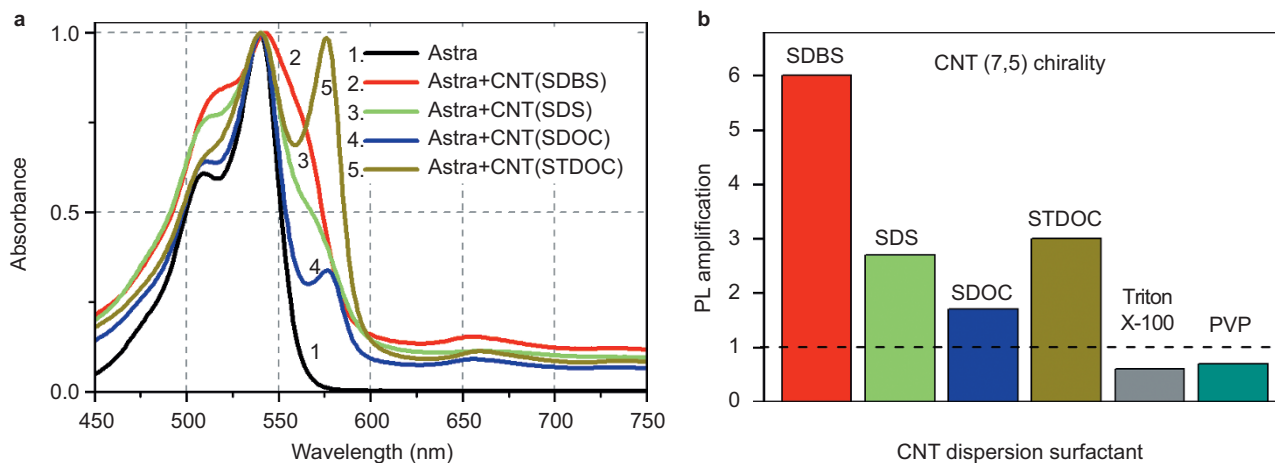 a
Absorbance
1.0
0.5
0.0
450 500 550 600 650 700 750
Wavelength (nm)
1. Astra
2. Astra+CNT(SDBS)
3. Astra+CNT(SDS)
4. Astra+CNT(SDOC)
5. Astra+CNT(STDOC)
2
5
3
4
1
b
PL amplification
6
5
4
3
2
1
0
CNT (7,5) chirality
SDBS
SDS
SDOC
STDOC
Triton
X-100
PVP
CNT dispersion surfactant